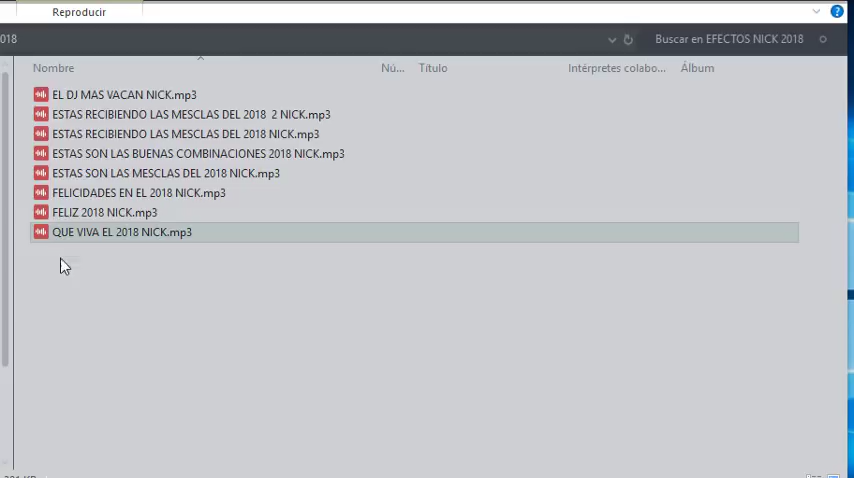 Reproducir
018
Buscar en EFECTOS NICK 2018
Nombre
Nú...
Título
Intérpretes colabo...
Álbum
EL DJ MAS VACAN NICK.mp3
ESTAS RECIBIENDO LAS MESCLAS DEL 2018  2 NICK.mp3
ESTAS RECIBIENDO LAS MESCLAS DEL 2018 NICK.mp3
ESTAS SON LAS BUENAS COMBINACIONES 2018 NICK.mp3
ESTAS SON LAS MESCLAS DEL 2018 NICK.mp3
FELICIDADES EN EL 2018 NICK.mp3
FELIZ 2018 NICK.mp3
QUE VIVA EL 2018 NICK.mp3